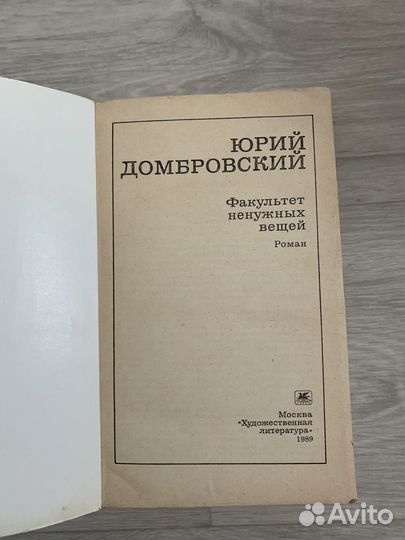 ЮРИЙ
ДОМБРОВСКИЙ
Факультет
ненужных
вещей
Роман
Москва
«Художественная
литература»
1989
Avito